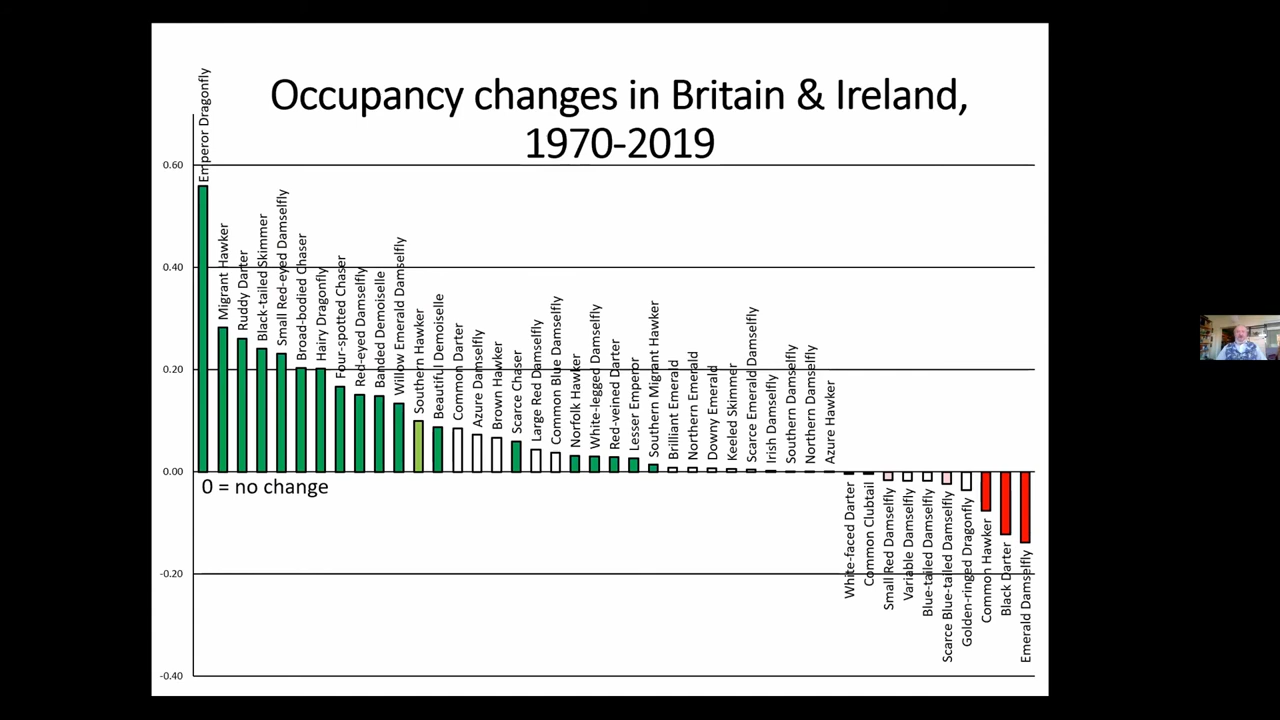 Occupancy changes in Britain & Ireland,
1970-2019
0.60
0.40
0.20
0.00
-0.20
-0.40
0 = no change
Emperor Dragonfly
Migrant Hawker
Ruddy Darter
Black-tailed Skimmer
Small Red-eyed Damselfly
Broad-bodied Chaser
Hairy Dragonfly
Four-spotted Chaser
Red-eyed Damselfly
Banded Demoiselle
Willow Emerald Damselfly
Southern Hawker
Beautiful Demoiselle
Common Darter
Azure Damselfly
Brown Hawker
Scarce Chaser
Large Red Damselfly
Common Blue Damselfly
Norfolk Hawker
White-legged Damselfly
Red-veined Darter
Lesser Emperor
Southern Migrant Hawker
Brilliant Emerald
Northern Emerald
Downy Emerald
Keeled Skimmer
Scarce Emerald Damselfly
Irish Damselfly
Southern Damselfly
Northern Damselfly
Azure Hawker
White-faced Darter
Common Clubtail
Small Red Damselfly
Variable Damselfly
Blue-tailed Damselfly
Scarce Blue-tailed Damselfly
Golden-ringed Dragonfly
Common Hawker
Black Darter
Emerald Damselfly